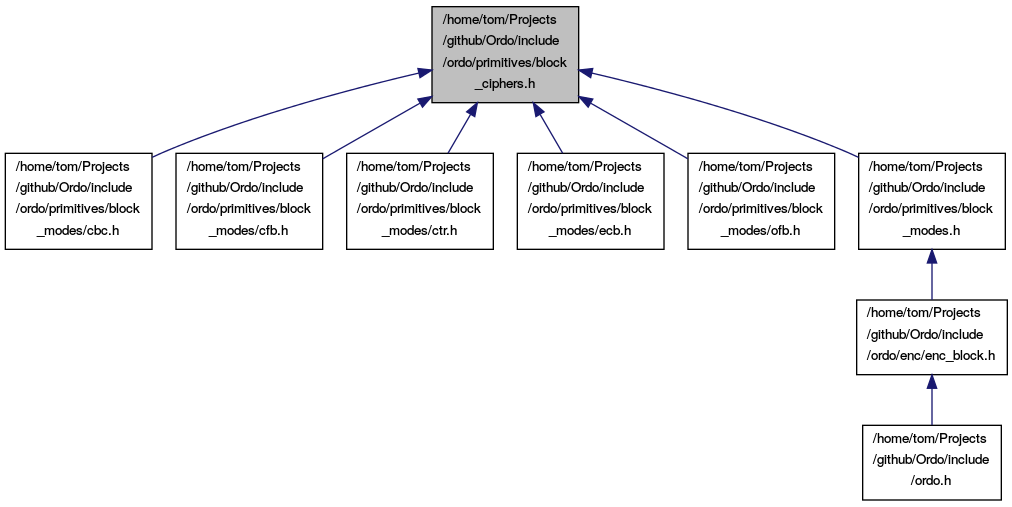 /home/tom/Projects
/github/Ordo/include
/ordo/primitives/block
_ciphers.h
/home/tom/Projects
/github/Ordo/include
/ordo/primitives/block
_modes/cbc.h
/home/tom/Projects
/github/Ordo/include
/ordo/primitives/block
_modes/cfb.h
/home/tom/Projects
/github/Ordo/include
/ordo/primitives/block
_modes/ctr.h
/home/tom/Projects
/github/Ordo/include
/ordo/primitives/block
_modes/ecb.h
/home/tom/Projects
/github/Ordo/include
/ordo/primitives/block
_modes/ofb.h
/home/tom/Projects
/github/Ordo/include
/ordo/primitives/block
_modes.h
/home/tom/Projects
/github/Ordo/include
/ordo/enc/enc_block.h
/home/tom/Projects
/github/Ordo/include
/ordo.h